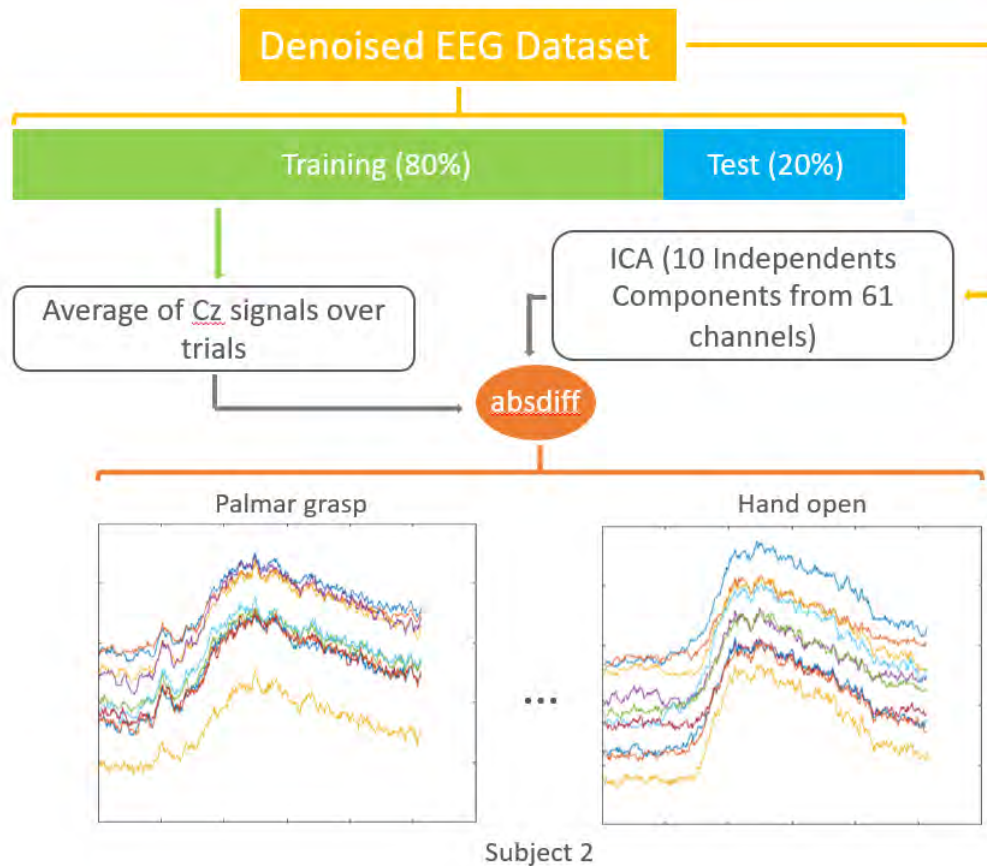 Denoised EEG Dataset
Training (80%)
Test (20%)
ICA (10 Independents
Components from 61
channels)
Average of Cz signals over
trials
absdiff
Palmar grasp
Hand open
...
Subject 2